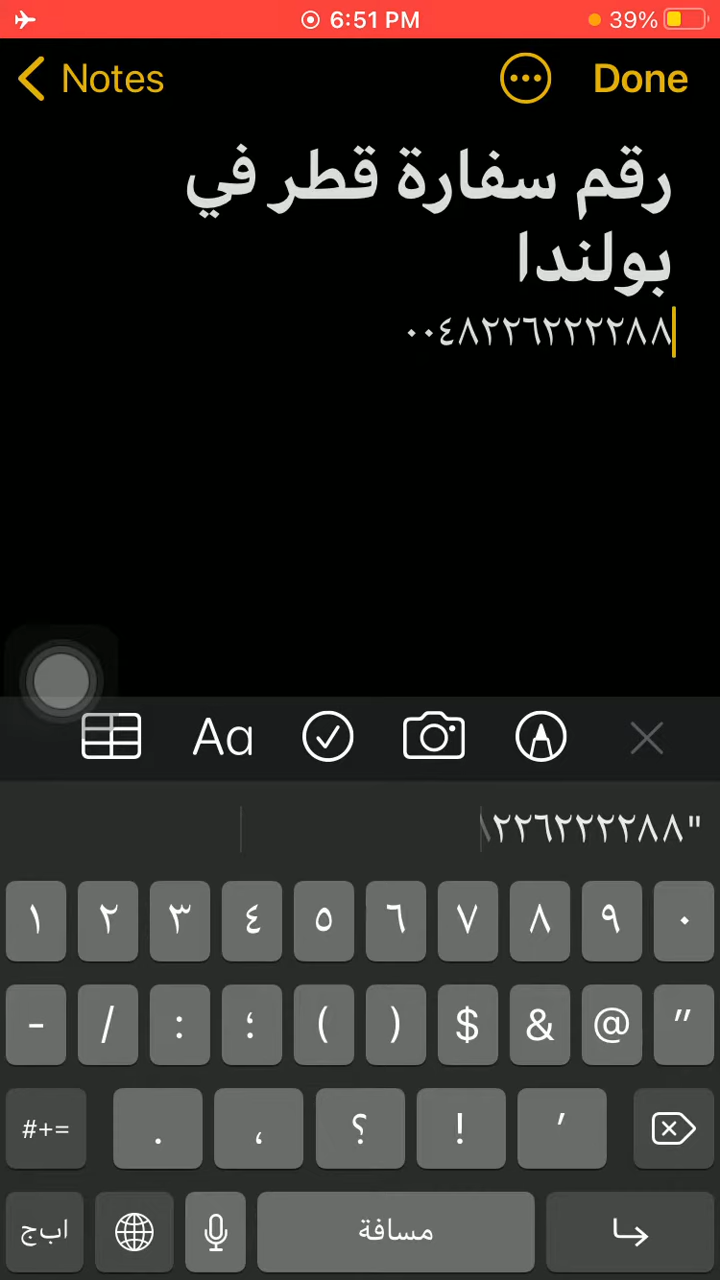 6:51 PM
39%
Notes
Done
رقم سفارة قطر في
بولندا
٠٠٤٨٢٢٦٢٢٢٢٨٨
Aa
٢٢٦٢٢٢٢٨٨"
١ ٢ ٣ ٤ ٥ ٦ ٧ ٨ ٩ ٠
- / : ؛ ( ) $ & @ "
#+= . ، ؟ ! '
اب‌ج مسافة